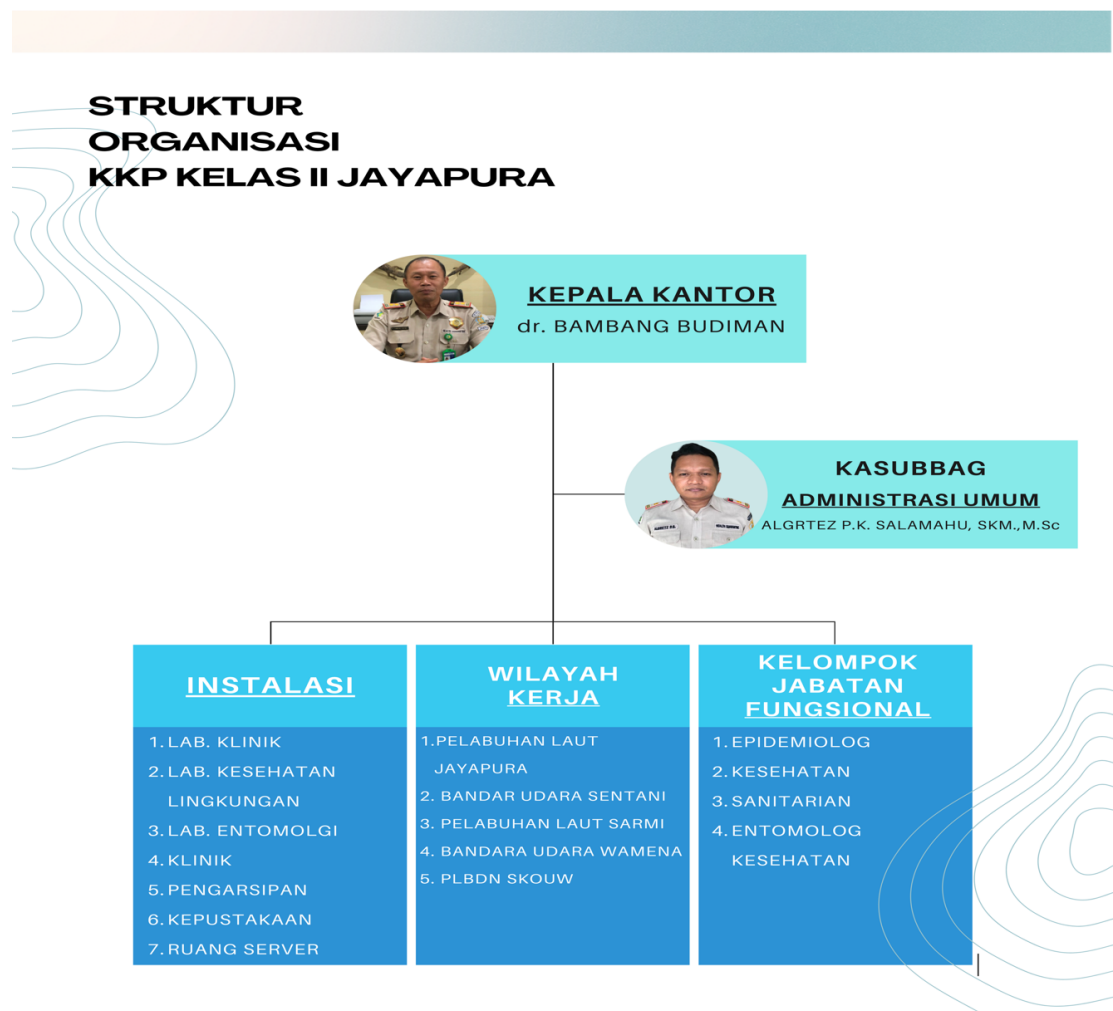 STRUKTUR
ORGANISASI
KKP KELAS II JAYAPURA
KEPALA KANTOR
dr. BAMBANG BUDIMAN
KASUBBAG
ADMINISTRASI UMUM
ALGRTEZ P.K. SALAMAHU, SKM.,M.Sc
INSTALASI
1. LAB. KLINIK
2. LAB. KESEHATAN
LINGKUNGAN
3. LAB. ENTOMOLGI
4. KLINIK
5. PENGARSIPAN
6. KEPUSTAKAAN
7. RUANG SERVER
WILAYAH
KERJA
1.PELABUHAN LAUT
JAYAPURA
2. BANDAR UDARA SENTANI
3. PELABUHAN LAUT SARMI
4. BANDARA UDARA WAMENA
5. PLBDN SKOUW
KELOMPOK
JABATAN
FUNGSIONAL
1. EPIDEMIOLOG
2. KESEHATAN
3. SANITARIAN
4. ENTOMOLOG
KESEHATAN